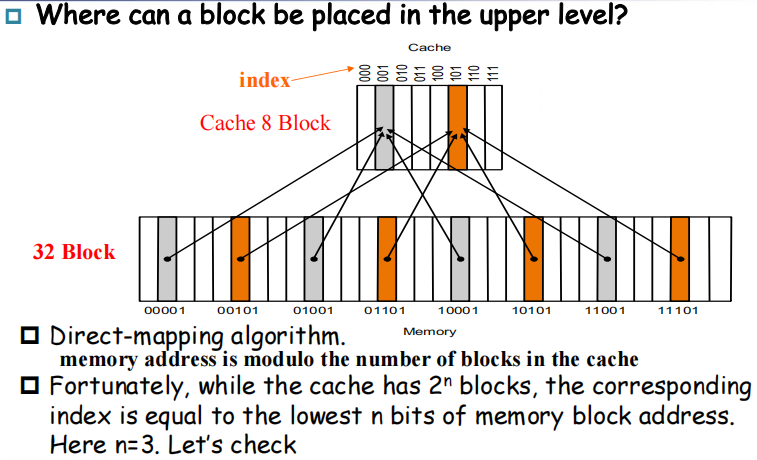 Where can a block be placed in the upper level?
Cache
index
000 001 010 011 100 101 110 111
Cache 8 Block
32 Block
00001 00101 01001 01101 10001 10101 11001 11101
Memory
Direct-mapping algorithm.
memory address is modulo the number of blocks in the cache
Fortunately, while the cache has 2ⁿ blocks, the corresponding
index is equal to the lowest n bits of memory block address.
Here n=3. Let's check